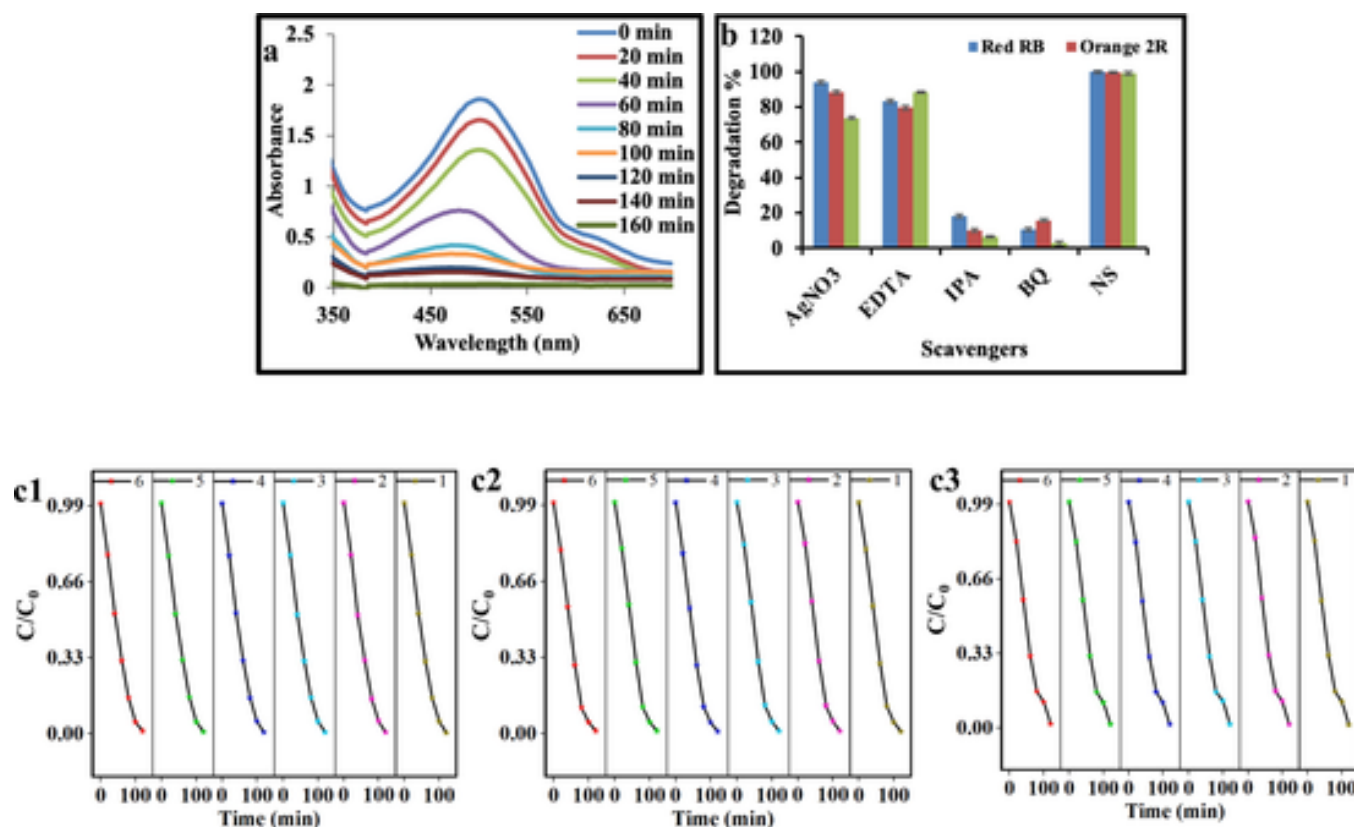 a
2.5
2
1.5
1
0.5
0
Absorbance
350
450
550
650
Wavelength (nm)
0 min
20 min
40 min
60 min
80 min
100 min
120 min
140 min
160 min
b
120
100
80
60
40
20
0
Degradation %
Red RB
Orange 2R
AgNO3
EDTA
IPA
BQ
NS
Scavengers
c1
6 5 4 3 2 1
0.99
0.66
0.33
0.00
C/C0
0 100 0 100 0 100 0 100 0 100 0 100
Time (min)
c2
6 5 4 3 2 1
0.99
0.66
0.33
0.00
C/C0
0 100 0 100 0 100 0 100 0 100 0 100
Time (min)
c3
6 5 4 3 2 1
0.99
0.66
0.33
0.00
C/C0
0 100 0 100 0 100 0 100 0 100 0 100
Time (min)